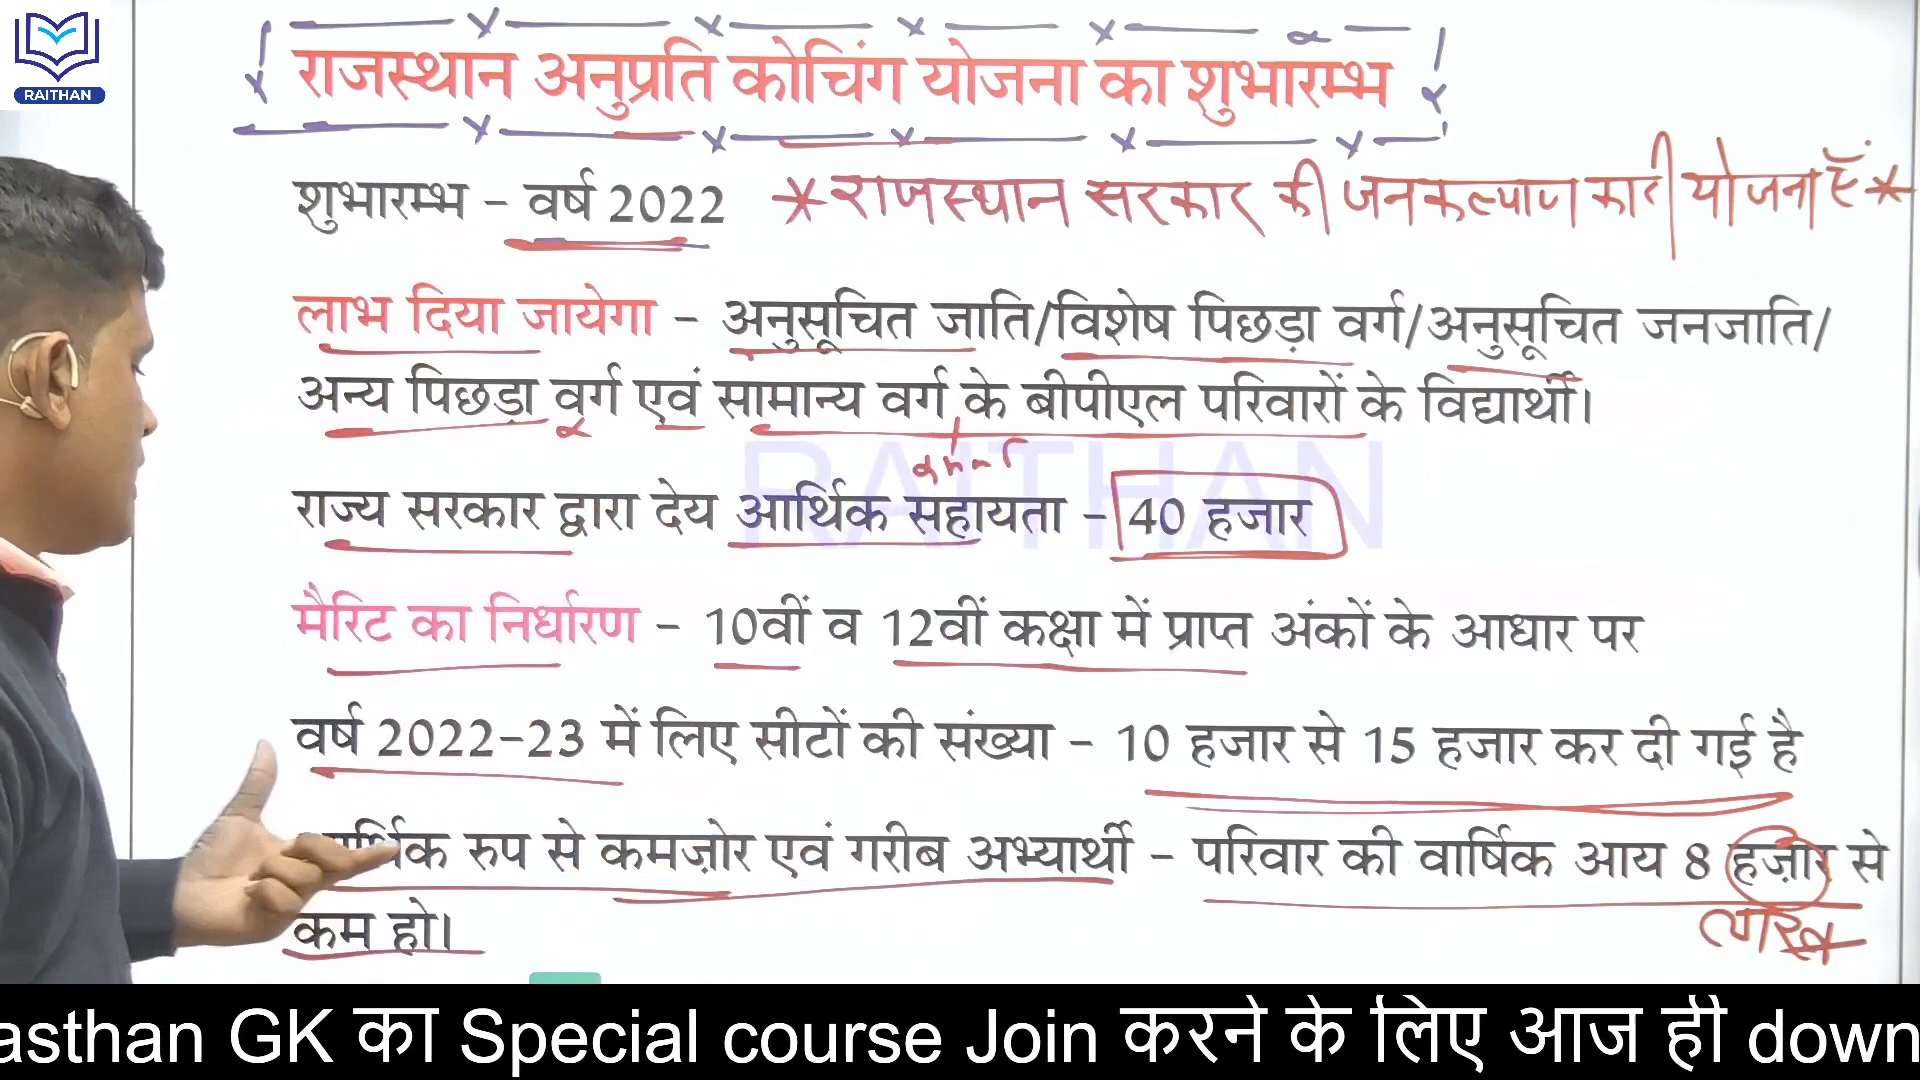 RAITHAN
राजस्थान अनुप्रति कोचिंग योजना का शुभारम्भ
शुभारम्भ - वर्ष 2022
*राजस्थान सरकार की जनकल्याणकारी योजनाएँ*
लाभ दिया जायेगा - अनुसूचित जाति/विशेष पिछड़ा वर्ग/अनुसूचित जनजाति/
अन्य पिछड़ा वर्ग एवं सामान्य वर्ग के बीपीएल परिवारों के विद्यार्थी।
RAITHAN
राज्य सरकार द्वारा देय आर्थिक सहायता - 40 हजार
मैरिट का निर्धारण - 10वीं व 12वीं कक्षा में प्राप्त अंकों के आधार पर
वर्ष 2022-23 में लिए सीटों की संख्या - 10 हजार से 15 हजार कर दी गई है
रुप से कमज़ोर एवं गरीब अभ्यार्थी - परिवार की वार्षिक आय 8 हज़ार से
लाख
कम हो।
asthan GK का Special course Join करने के लिए आज ही down